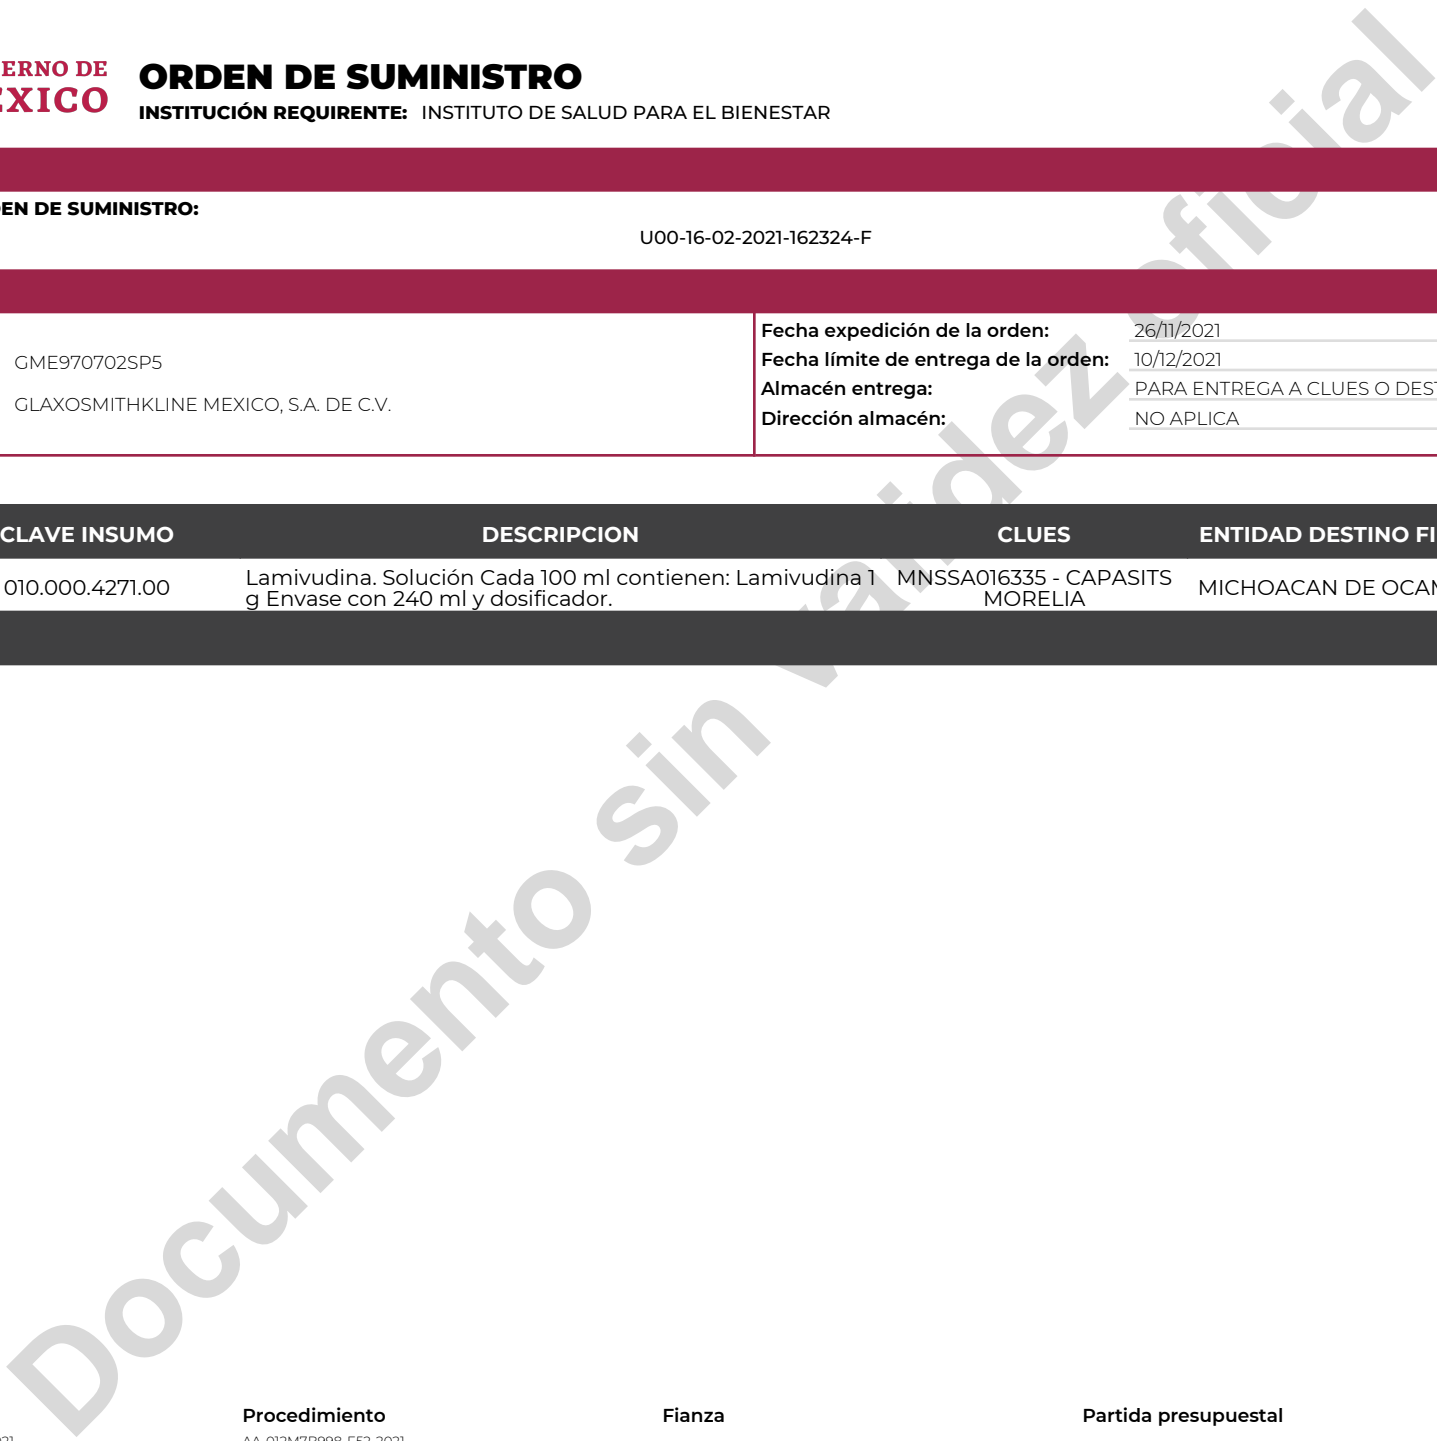 ERNO DE
EXICO
ORDEN DE SUMINISTRO
INSTITUCIÓN REQUIRENTE: INSTITUTO DE SALUD PARA EL BIENESTAR
EN DE SUMINISTRO:
U00-16-02-2021-162324-F
GME970702SP5
GLAXOSMITHKLINE MEXICO, S.A. DE C.V.
Fecha expedición de la orden: 26/11/2021
Fecha límite de entrega de la orden: 10/12/2021
Almacén entrega: PARA ENTREGA A CLUES O DEST
Dirección almacén: NO APLICA
CLAVE INSUMO DESCRIPCION CLUES ENTIDAD DESTINO FI
010.000.4271.00 Lamivudina. Solución Cada 100 ml contienen: Lamivudina 1 MNSSA016335 - CAPASITS MICHOACAN DE OCAM
g Envase con 240 ml y dosificador. MORELIA
Documento sin validez oficial
Procedimiento Fianza Partida presupuestal